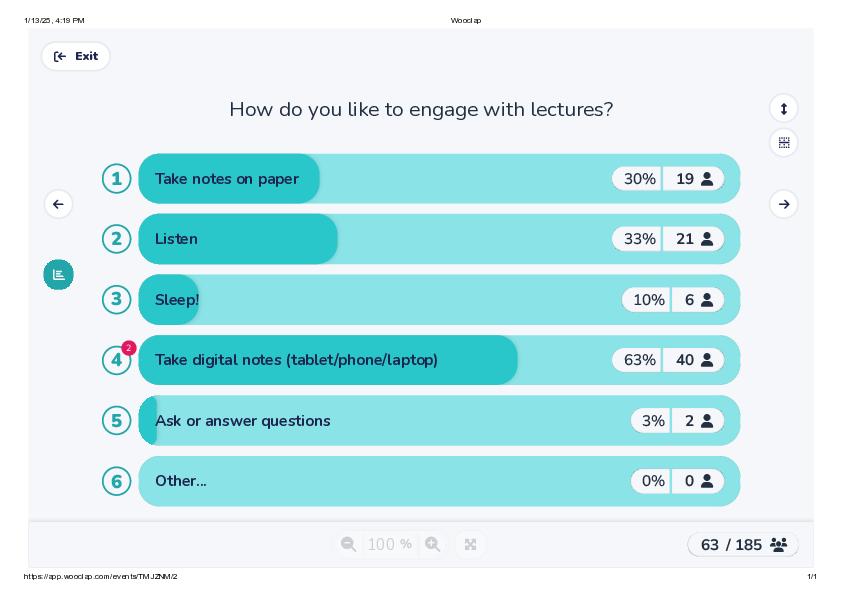 1/13/25, 4:19 PM Wooclap
Exit
How do you like to engage with lectures?
1 Take notes on paper 30% 19
2 Listen 33% 21
3 Sleep! 10% 6
4 2 Take digital notes (tablet/phone/laptop) 63% 40
5 Ask or answer questions 3% 2
6 Other... 0% 0
100 %
63 / 185
https://app.wooclap.com/events/TMJZNM/2 1/1